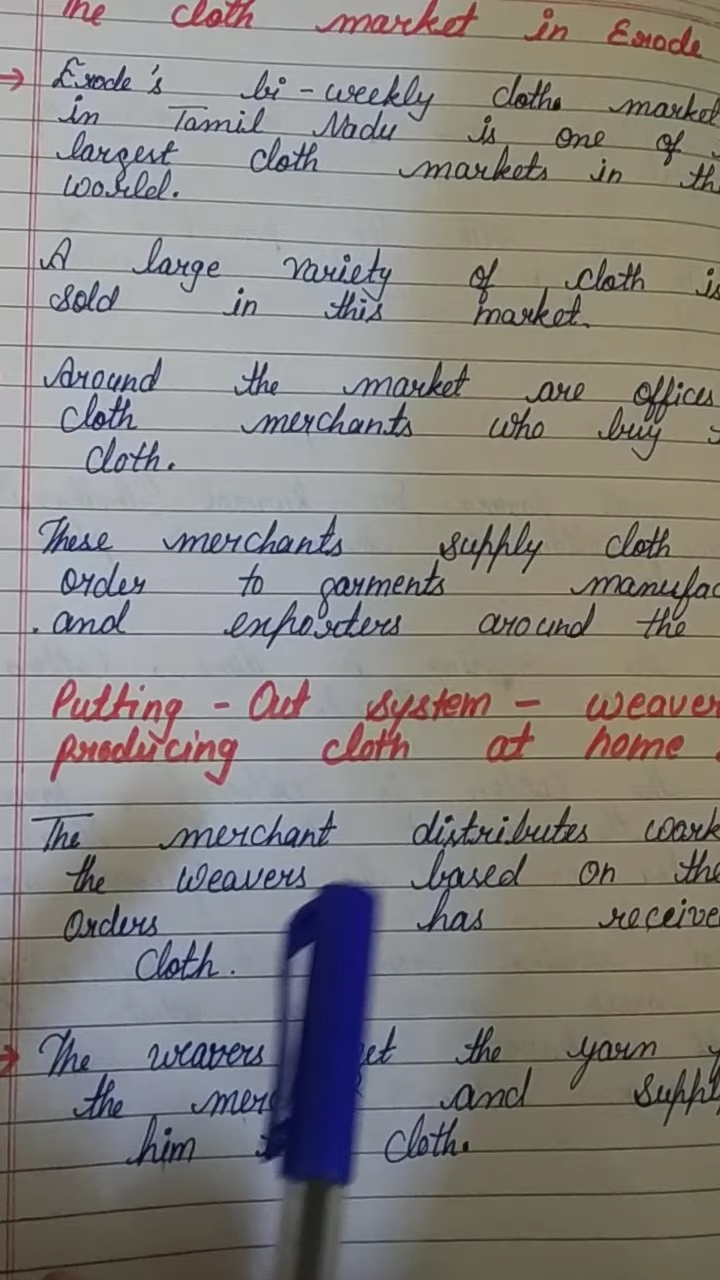 The cloth market in Erode
Erode's bi-weekly cloth market
in Tamil Nadu is one of
largest cloth markets in
world.
A large variety of cloth is
sold in this market.
Around the market are offices
cloth merchants who buy
cloth.
These merchants supply cloth
order to garments
and exporters around the
Putting - Out system - weaver
producing cloth at home
The merchant distributes work
the weavers based on the
orders has
cloth.
The weavers the yarn
the and
him cloth.